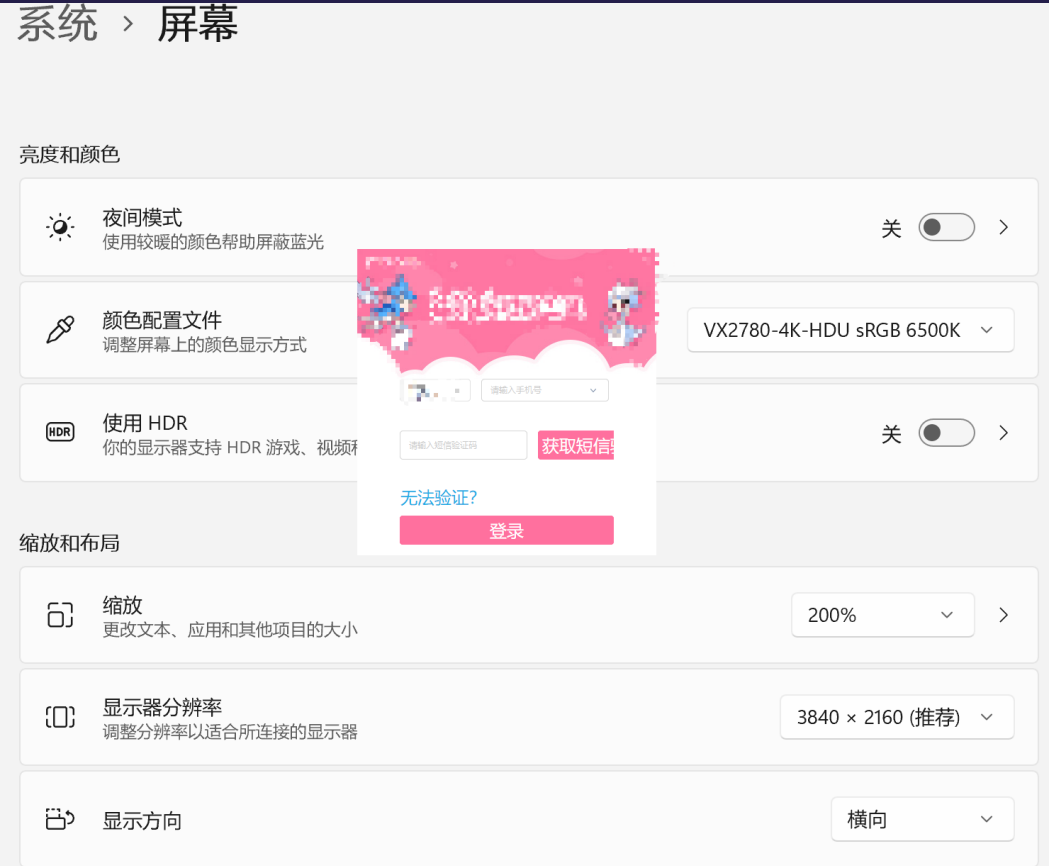 系统 > 屏幕
亮度和颜色
夜间模式
使用较暖的颜色帮助屏蔽蓝光
关
颜色配置文件
调整屏幕上的颜色显示方式
VX2780-4K-HDU sRGB 6500K
HDR
使用 HDR
你的显示器支持 HDR 游戏、视频
关
请输入手机号
请输入短信验证码
获取短信
无法验证?
登录
缩放和布局
缩放
更改文本、应用和其他项目的大小
200%
显示器分辨率
调整分辨率以适合所连接的显示器
3840 × 2160 (推荐)
显示方向
横向